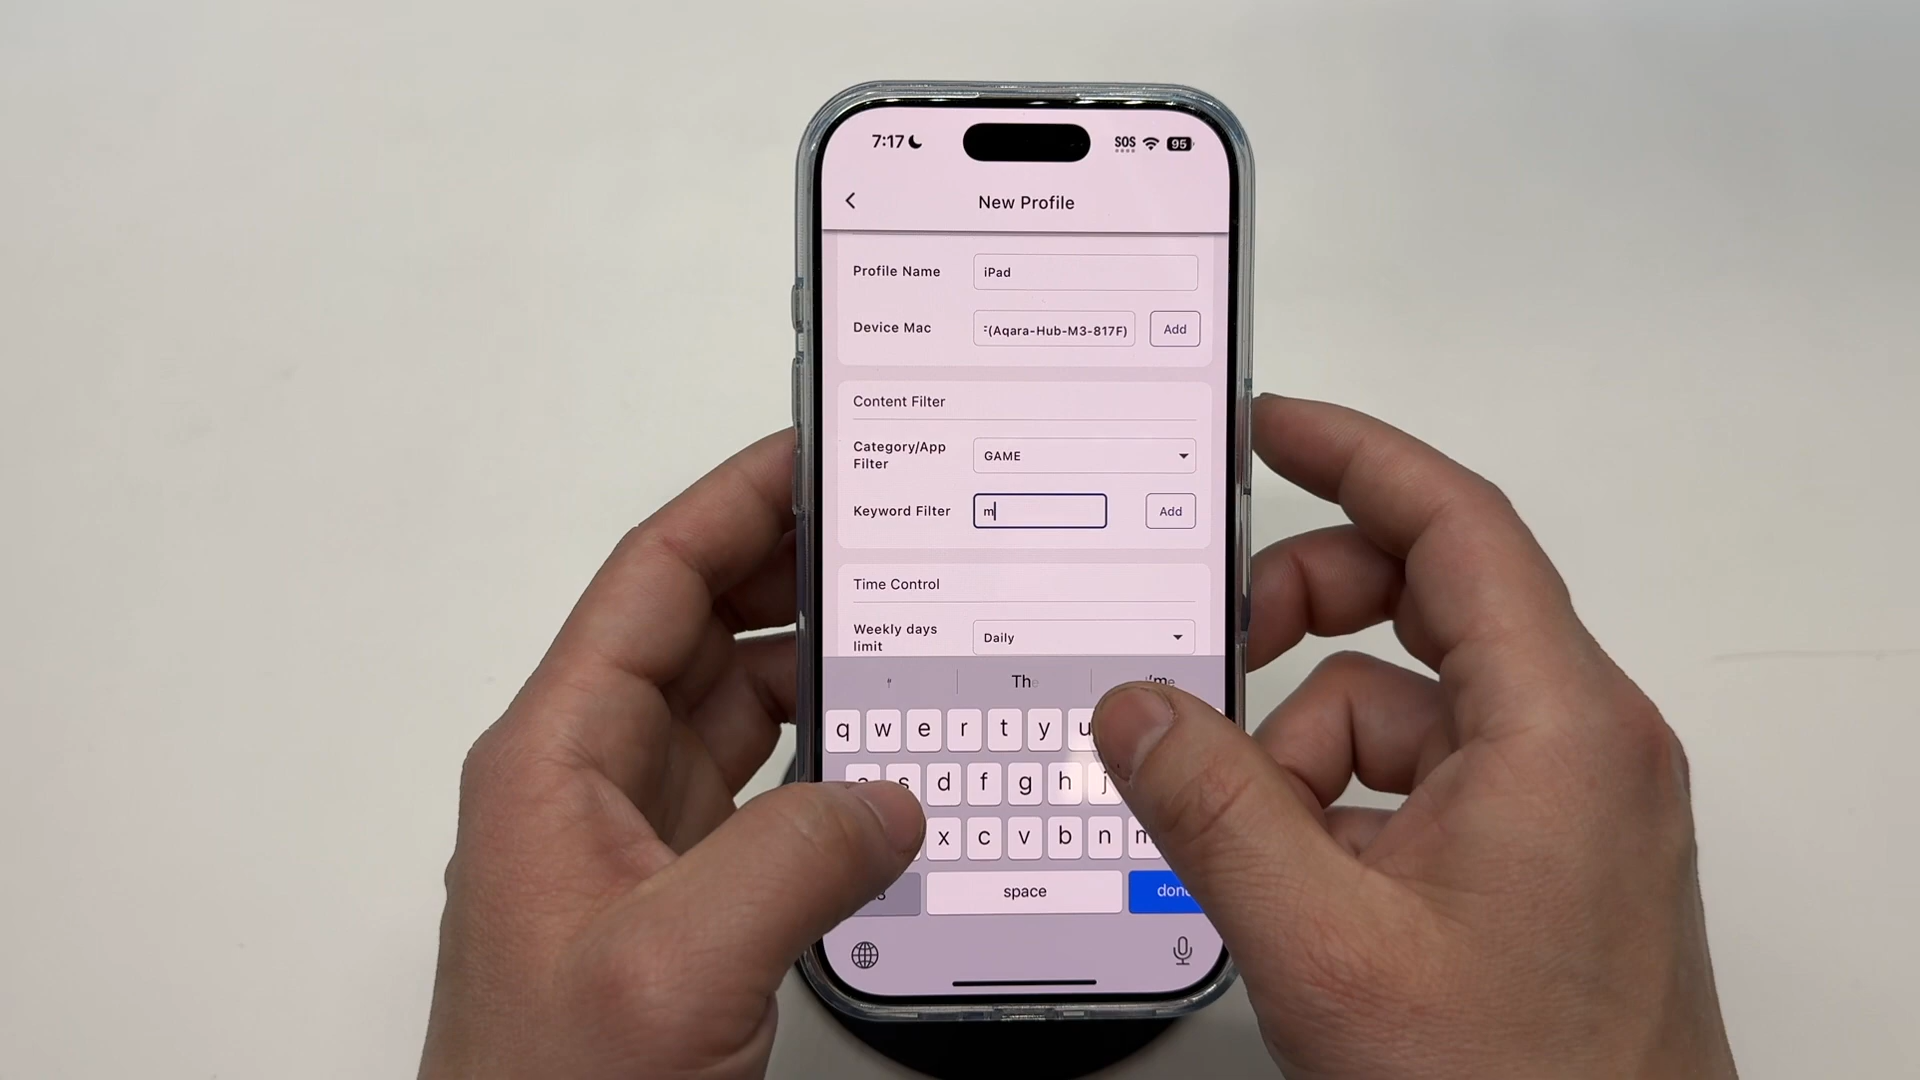 7:17 SOS 95
New Profile
Profile Name iPad
Device Mac :(Aqara-Hub-M3-817F) Add
Content Filter
Category/App
Filter
GAME
Keyword Filter m Add
Time Control
Weekly days
limit
Daily
The
q w e r t y u
s d f g h j
x c v b n m
space